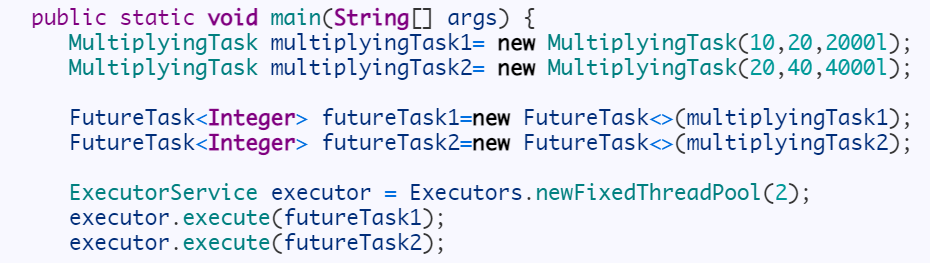 public static void main(String[] args) {
MultiplyingTask multiplyingTask1= new MultiplyingTask(10,20,2000l);
MultiplyingTask multiplyingTask2= new MultiplyingTask(20,40,4000l);
FutureTask<Integer> futureTask1=new FutureTask<>(multiplyingTask1);
FutureTask<Integer> futureTask2=new FutureTask<>(multiplyingTask2);
ExecutorService executor = Executors.newFixedThreadPool(2);
executor.execute(futureTask1);
executor.execute(futureTask2);